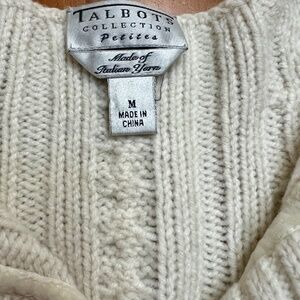 TALBOTS
COLLECTION
Petites
Made of
Italian Yarn
M
MADE IN
CHINA